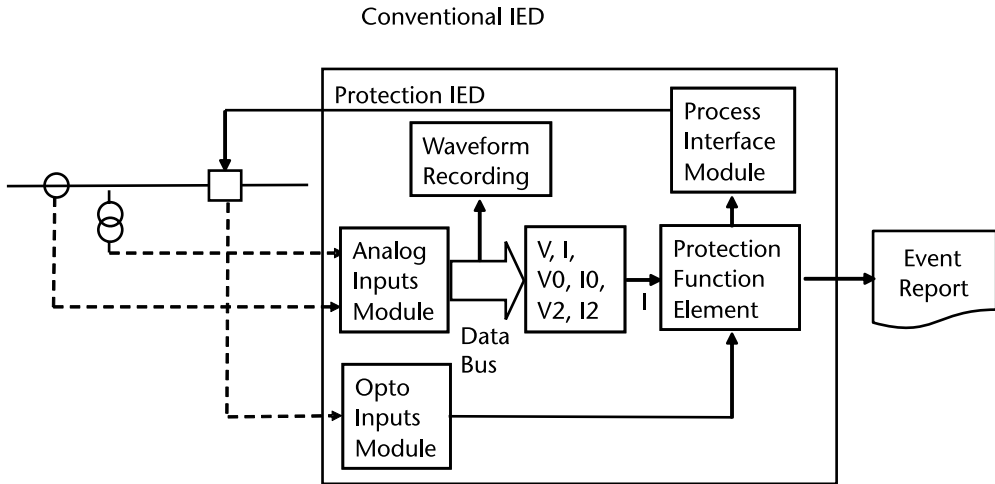 Conventional IED
Protection IED
Process
Interface
Module
Waveform
Recording
Analog
Inputs
Module
V, I,
V0, I0,
V2, I2
I
Protection
Function
Element
Event
Report
Data
Bus
Opto
Inputs
Module